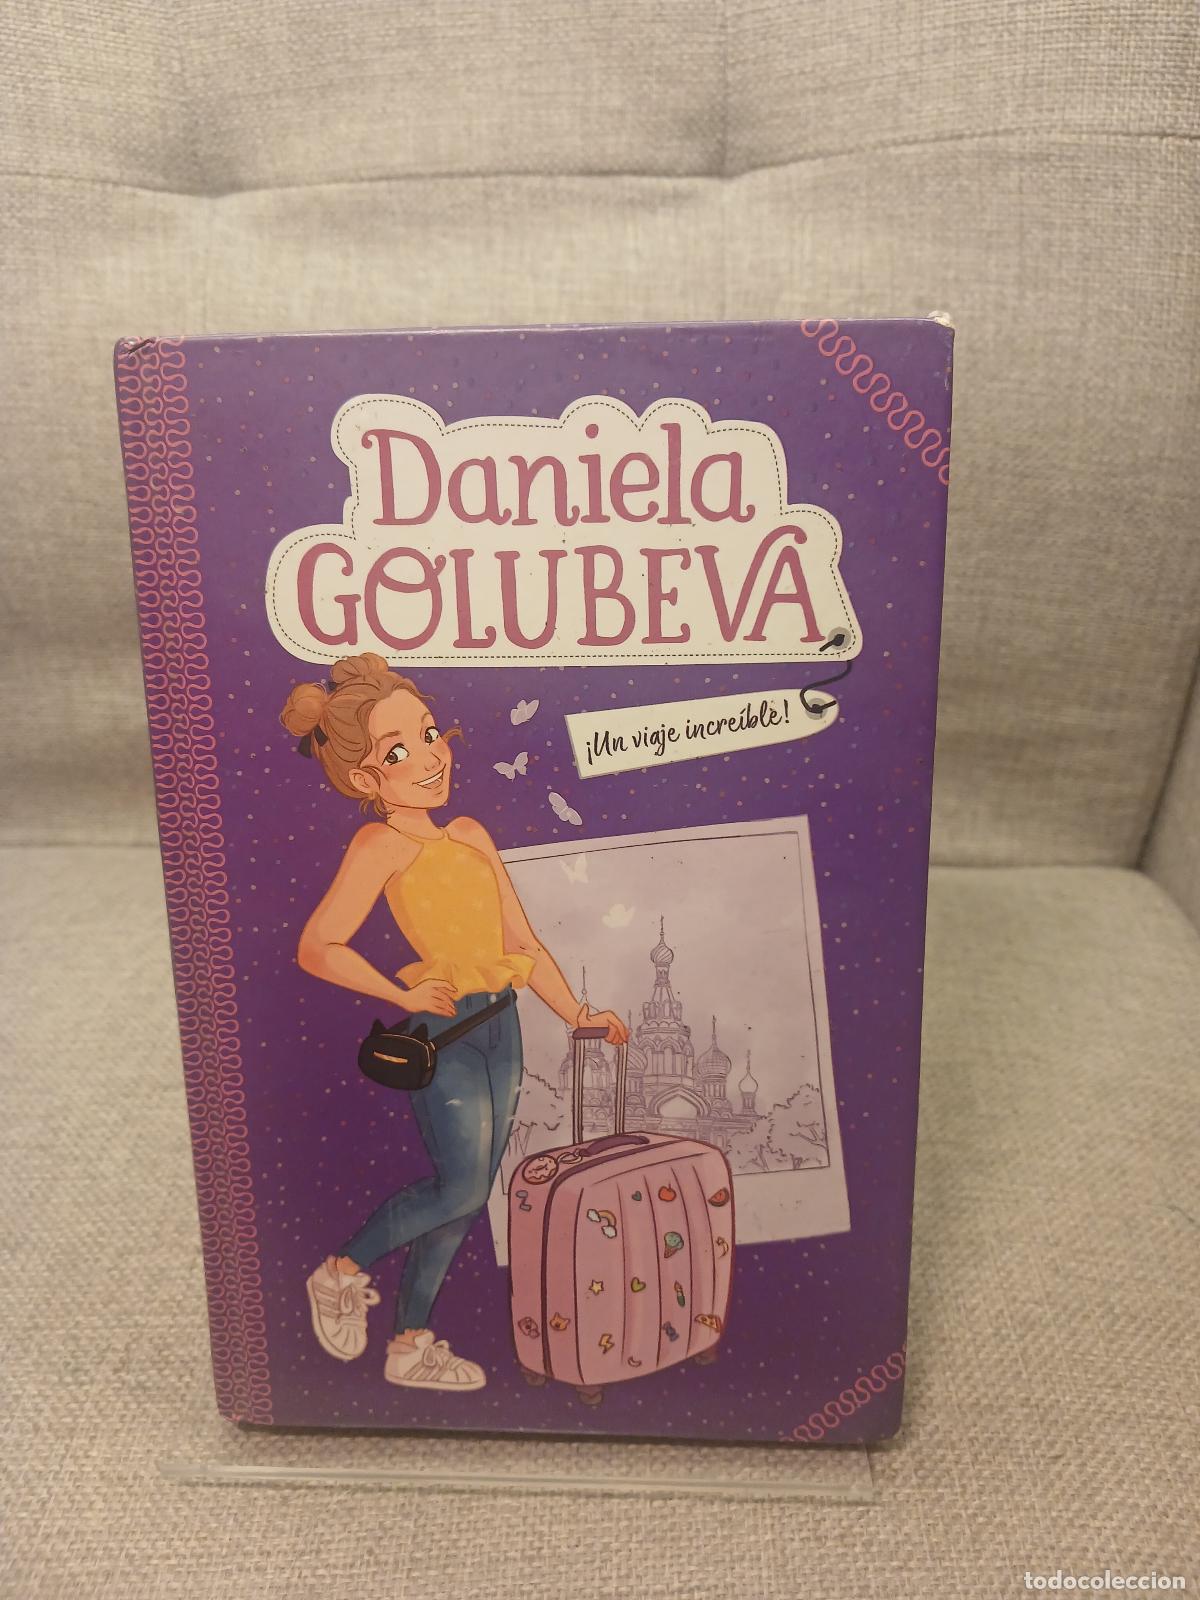 Daniela
GOLUBEVA
¡Un viaje increíble!
todocoleccion